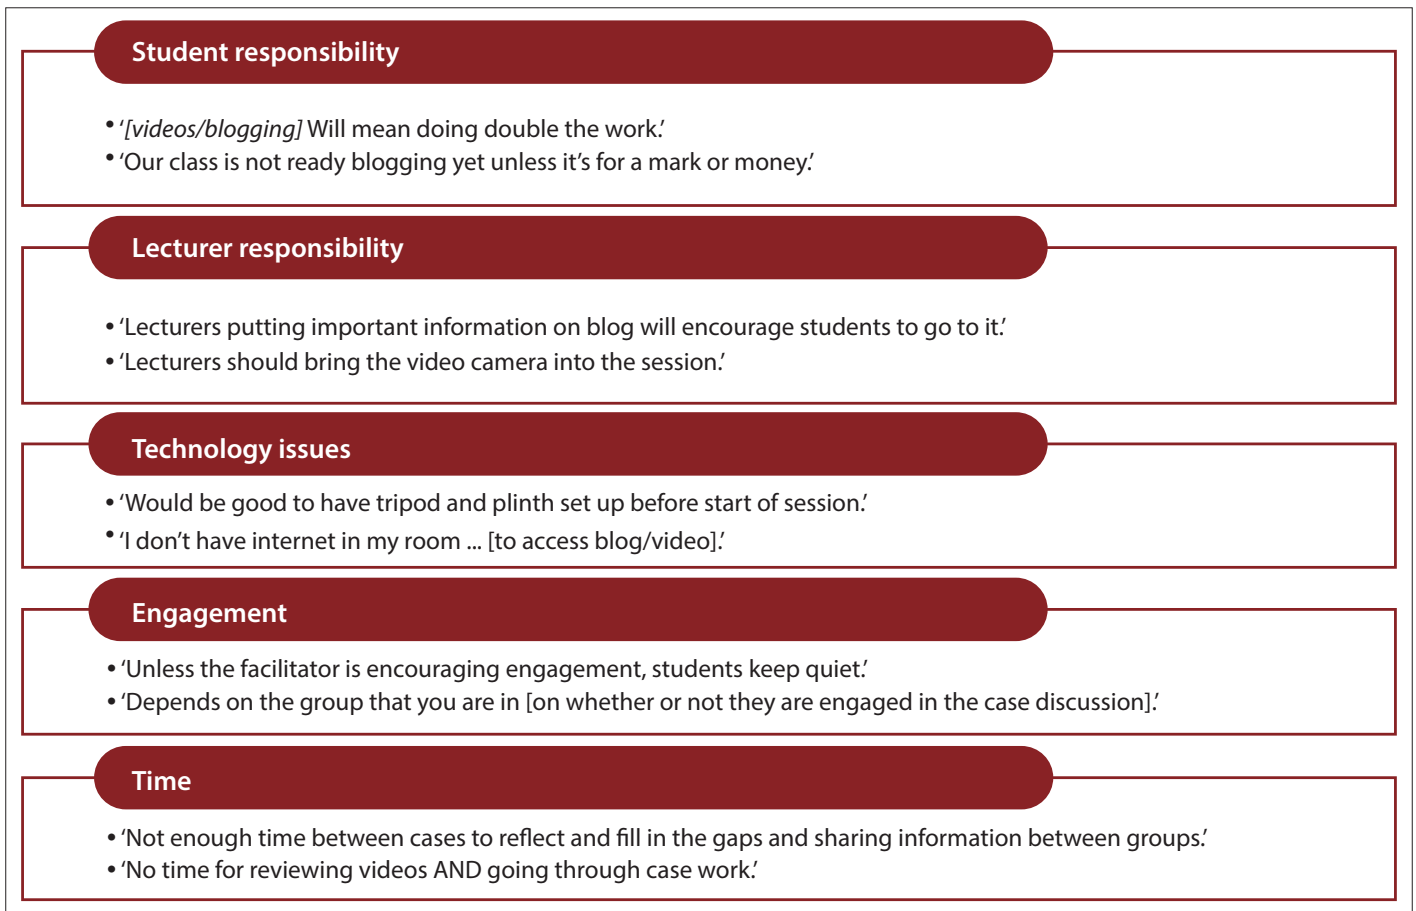 Student responsibility
• ‘[videos/blogging] Will mean doing double the work.’
• ‘Our class is not ready blogging yet unless it’s for a mark or money.’
Lecturer responsibility
• ‘Lecturers putting important information on blog will encourage students to go to it.’
• ‘Lecturers should bring the video camera into the session.’
Technology issues
• ‘Would be good to have tripod and plinth set up before start of session.’
• ‘I don’t have internet in my room ... [to access blog/video].’
Engagement
• ‘Unless the facilitator is encouraging engagement, students keep quiet.’
• ‘Depends on the group that you are in [on whether or not they are engaged in the case discussion].’
Time
• ‘Not enough time between cases to reflect and fill in the gaps and sharing information between groups.’
• ‘No time for reviewing videos AND going through case work.’